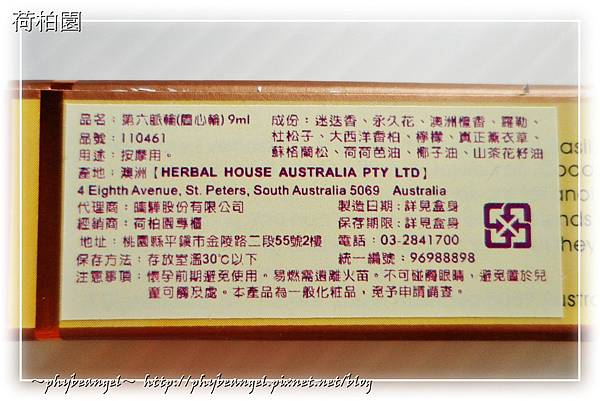 荷柏園
品名：第六脈輪(眉心輪) 9ml
品號：110461
用途：按摩用。
成份：迷迭香、永久花、澳洲檀香、羅勒、
杜松子、大西洋香柏、檸檬、真正薰衣草、
蘇格蘭松、荷荷芭油、椰子油、山茶花籽油
產地：澳洲【HERBAL HOUSE AUSTRALIA PTY LTD】
4 Eighth Avenue, St. Peters, South Australia 5069 Australia
代理商：曄驊股份有限公司
製造日期：詳見盒身
經銷商：荷柏園專櫃
保存期限：詳見盒身
地址：桃園縣平鎮市金陵路二段55號2樓
電話：03-2841700
保存方法：存放室溫30℃以下
統一編號：96988898
注意事項：懷孕前期避免使用。易燃需遠離火苗。不可碰觸眼睛，避免置於兒
童可觸及處。本產品為一般化粧品，免予申請備查。
～phybeangel～ http://phybeangel.pixnet.net/blog